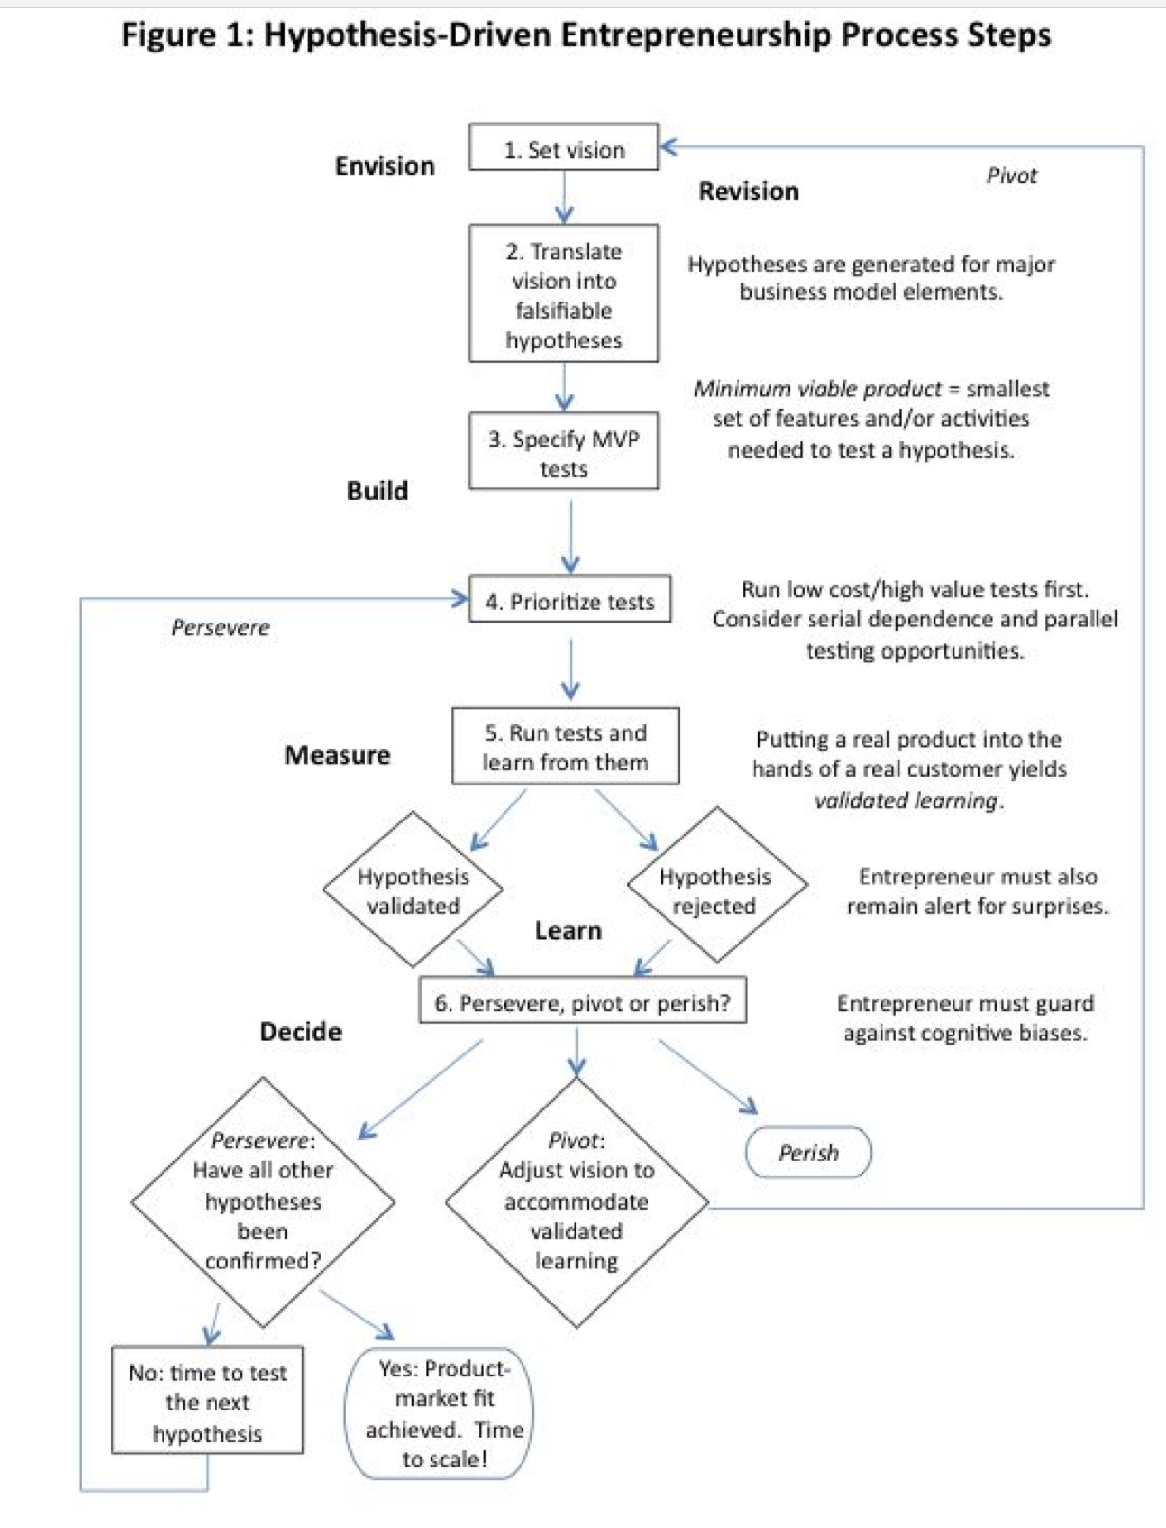 Figure 1: Hypothesis-Driven Entrepreneurship Process Steps
1. Set vision
Envision
Pivot
Revision
2. Translate
vision into
falsifiable
hypotheses
Hypotheses are generated for major
business model elements.
Minimum viable product = smallest
set of features and/or activities
needed to test a hypothesis.
3. Specify MVP
tests
Build
4. Prioritize tests
Run low cost/high value tests first.
Consider serial dependence and parallel
testing opportunities.
Persevere
5. Run tests and
learn from them
Measure
Putting a real product into the
hands of a real customer yields
validated learning.
Hypothesis
validated
Hypothesis
rejected
Entrepreneur must also
remain alert for surprises.
Learn
6. Persevere, pivot or perish?
Entrepreneur must guard
against cognitive biases.
Decide
Persevere:
Have all other
hypotheses
been
confirmed?
Pivot:
Adjust vision to
accommodate
validated
learning
Perish
No: time to test
the next
hypothesis
Yes: Product-
market fit
achieved. Time
to scale!